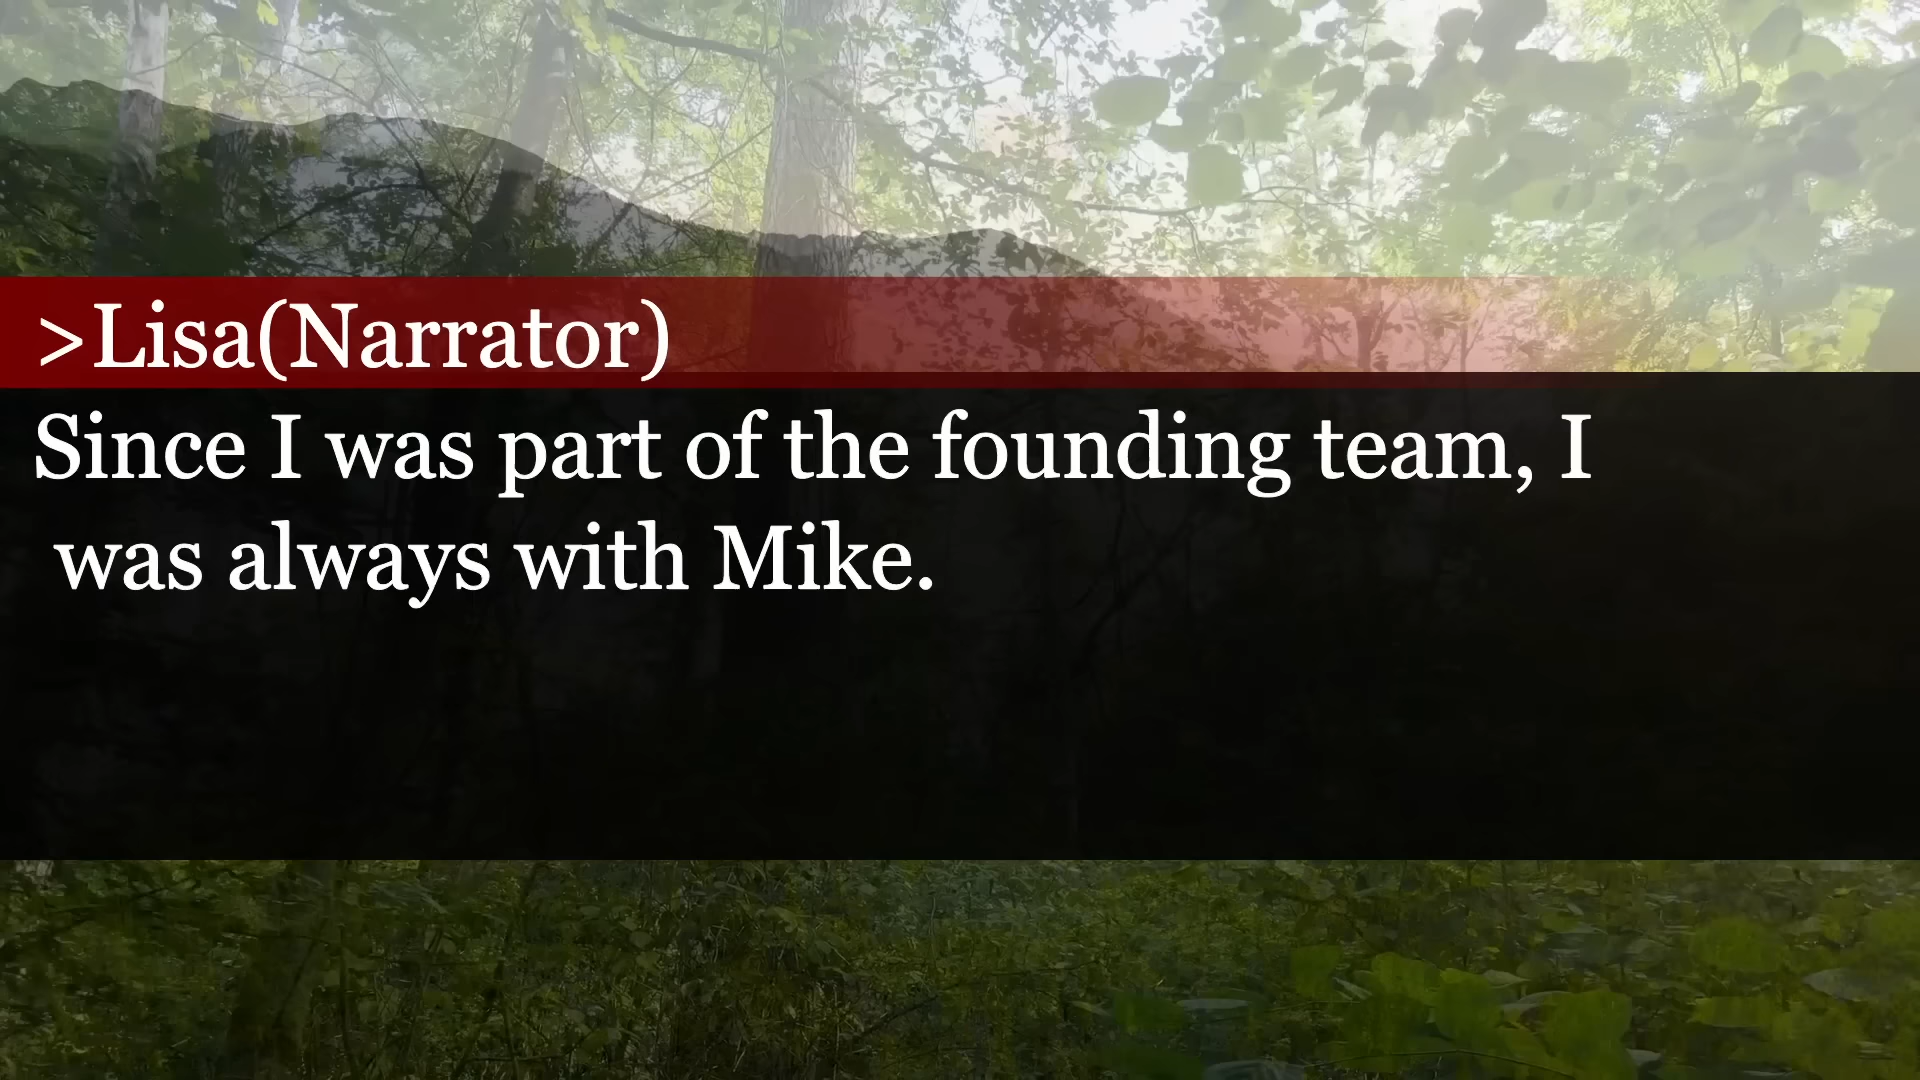 >Lisa(Narrator)
Since I was part of the founding team, I
was always with Mike.